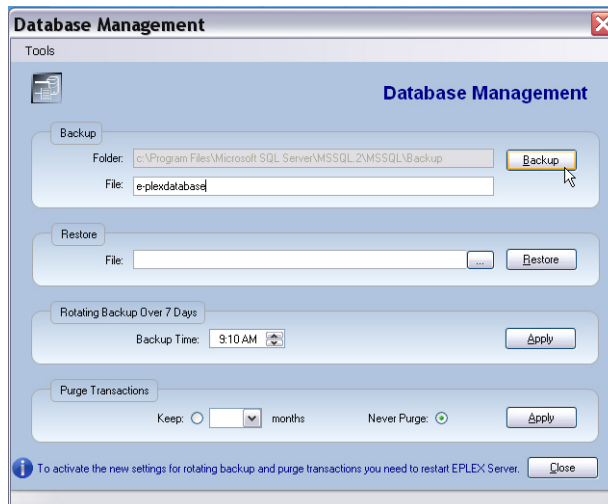 Database Management
Tools
Database Management
Backup
Folder: c:\Program Files\Microsoft SQL Server\MSSQL.2\MSSQL\Backup Backup
File: e-plexdatabase
Restore
File: ... Restore
Rotating Backup Over 7 Days
Backup Time: 9:10 AM Apply
Purge Transactions
Keep: months Never Purge: Apply
To activate the new settings for rotating backup and purge transactions you need to restart EPLEX Server. Close